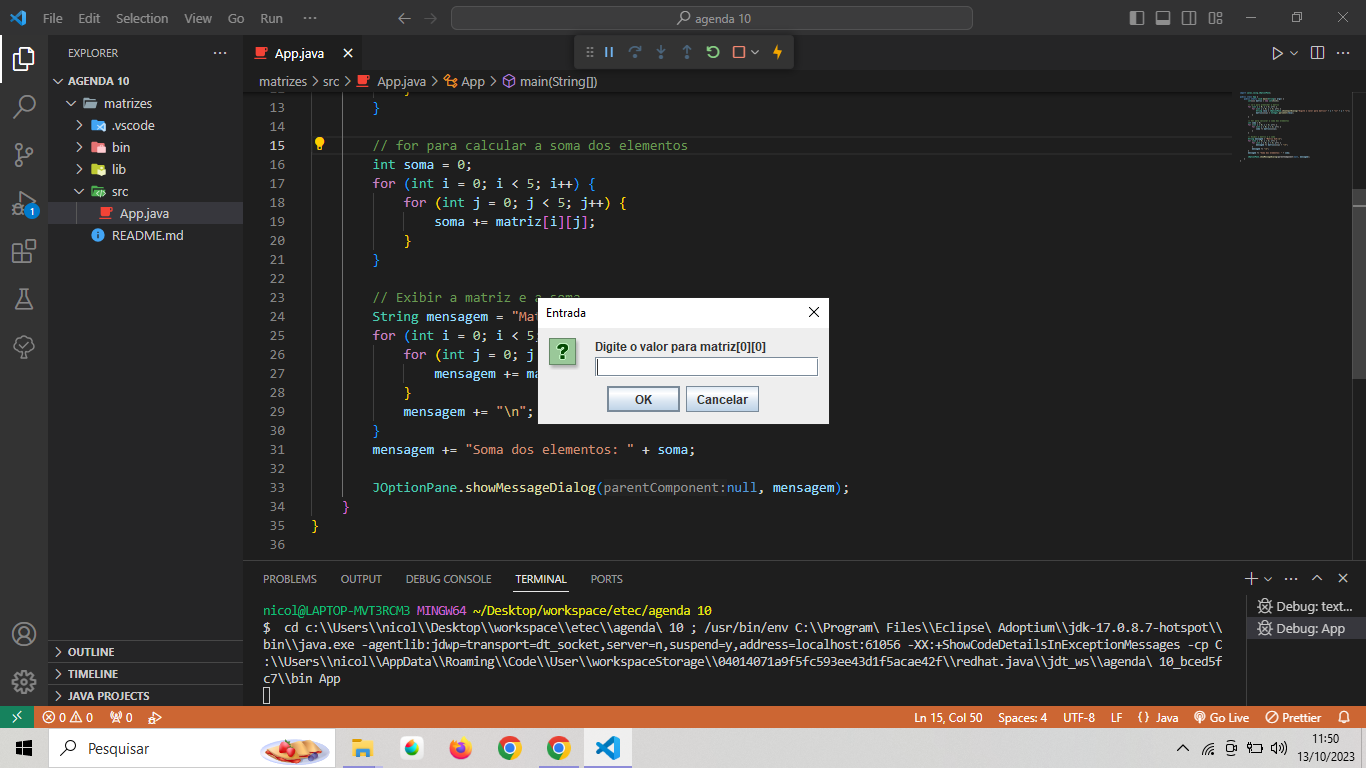 File Edit Selection View Go Run ···
agenda 10
EXPLORER
AGENDA 10
matrizes
.vscode
bin
lib
src
App.java
README.md
OUTLINE
TIMELINE
JAVA PROJECTS
1
App.java
matrizes > src > App.java > App > main(String[])
13 }
14
15 // for para calcular a soma dos elementos
16 int soma = 0;
17 for (int i = 0; i < 5; i++) {
18 for (int j = 0; j < 5; j++) {
19 soma += matriz[i][j];
20 }
21 }
22
23 // Exibir a matriz e a soma
24 String mensagem = "Mat
25 for (int i = 0; i < 5;
26 for (int j = 0; j
27 mensagem += ma
28 }
29 mensagem += "\n";
30 }
31 mensagem += "Soma dos elementos: " + soma;
32
33 JOptionPane.showMessageDialog(parentComponent:null, mensagem);
34 }
35 }
36
Entrada
Digite o valor para matriz[0][0]
OK Cancelar
PROBLEMS OUTPUT DEBUG CONSOLE TERMINAL PORTS
nicol@LAPTOP-MVT3RCM3 MINGW64 ~/Desktop/workspace/etec/agenda 10
$ cd c:\\Users\\nicol\\Desktop\\workspace\\etec\\agenda\ 10 ; /usr/bin/env C:\\Program\ Files\\Eclipse\ Adoptium\\jdk-17.0.8.7-hotspot\\
bin\\java.exe -agentlib:jdwp=transport=dt_socket,server=n,suspend=y,address=localhost:61056 -XX:+ShowCodeDetailsInExceptionMessages -cp C
:\\Users\\nicol\\AppData\\Roaming\\Code\\User\\workspaceStorage\\04014071a9f5fc593ee43d1f5acae42f\\redhat.java\\jdt_ws\\agenda\ 10_bced5f
c7\\bin App
Debug: text...
Debug: App
0 0 0 Ln 15, Col 50 Spaces: 4 UTF-8 LF {} Java Go Live Prettier
Pesquisar
11:50
13/10/2023